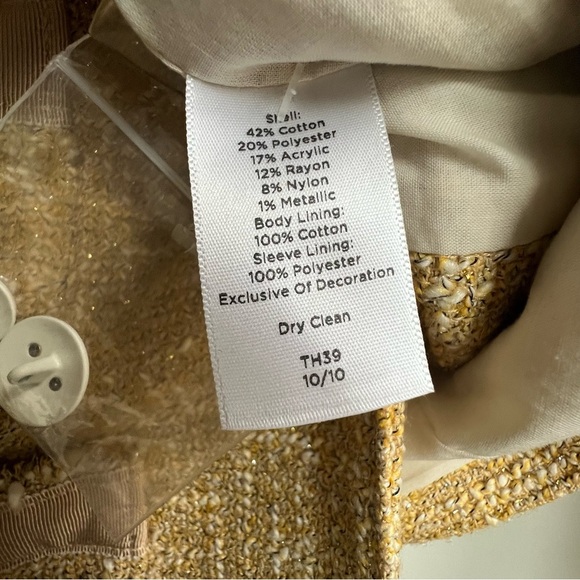 Shell:
42% Cotton
20% Polyester
17% Acrylic
12% Rayon
8% Nylon
1% Metallic
Body Lining:
100% Cotton
Sleeve Lining:
100% Polyester
Exclusive Of Decoration
Dry Clean
TH39
10/10